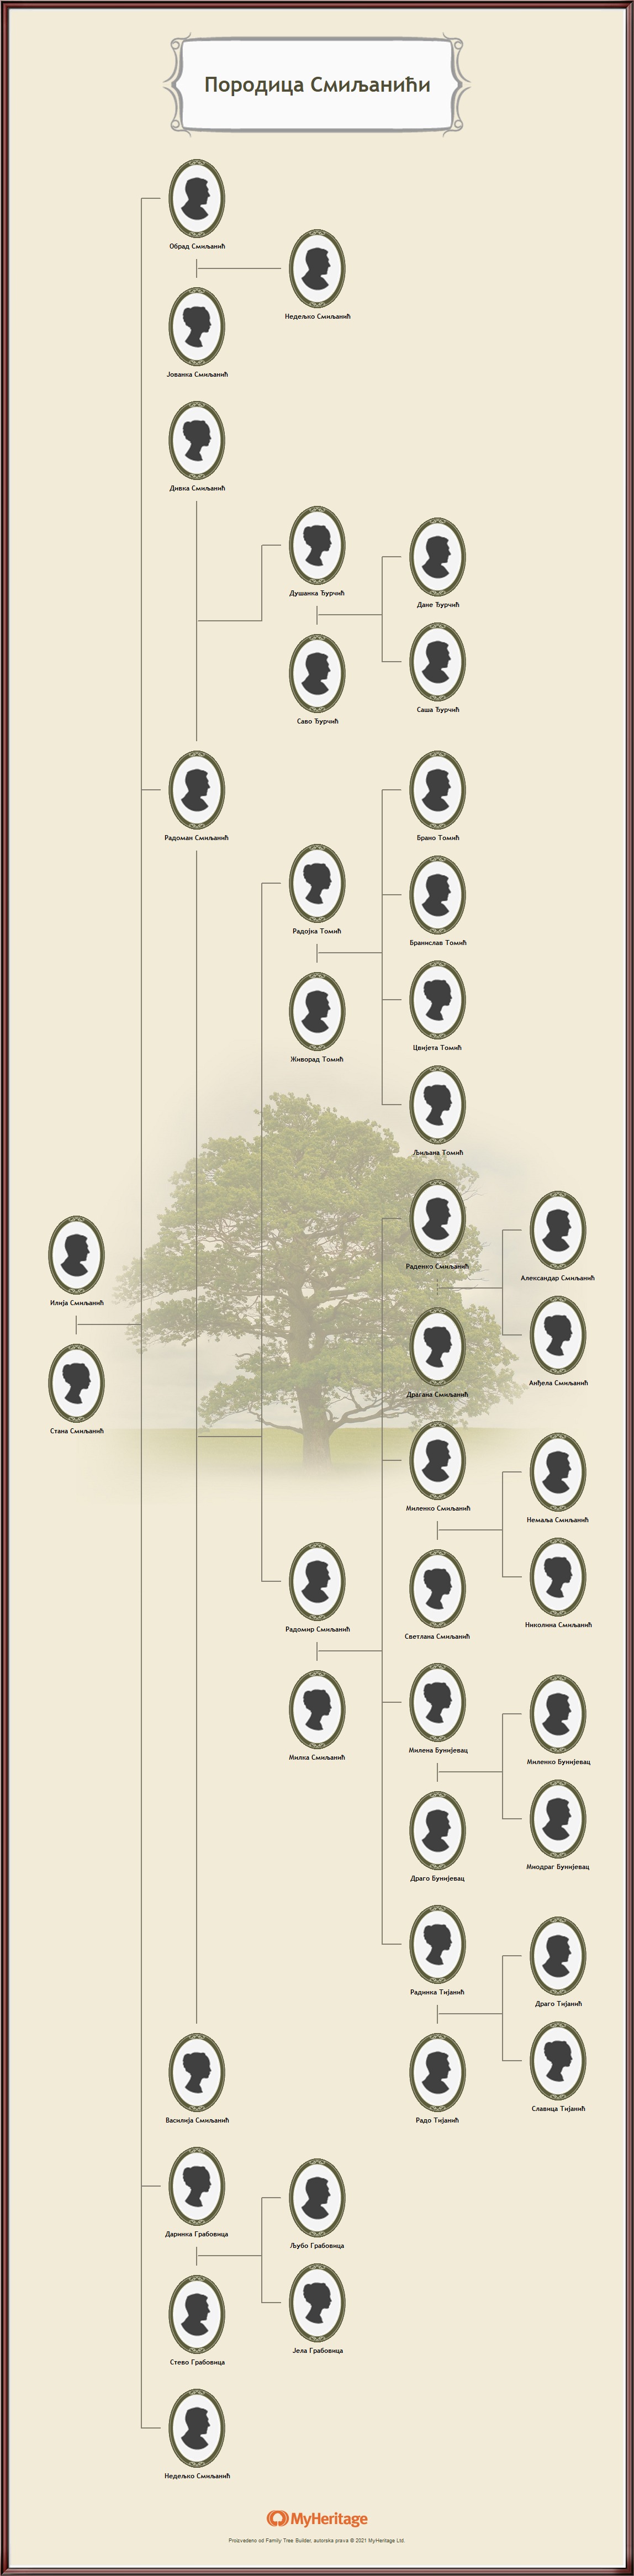 Породица Смиљанићи
Обрад Смиљанић
Недељко Смиљанић
Јованка Смиљанић
Дивка Смиљанић
Душанка Ђурчић
Дане Ђурчић
Саво Ђурчић
Саша Ђурчић
Радоман Смиљанић
Брано Томић
Радојка Томић
Бранислав Томић
Живорад Томић
Цвијета Томић
Љиљана Томић
Раденко Смиљанић
Александар Смиљанић
Илија Смиљанић
Анђела Смиљанић
Драгана Смиљанић
Стана Смиљанић
Миленко Смиљанић
Немања Смиљанић
Радомир Смиљанић
Николина Смиљанић
Светлана Смиљанић
Милка Смиљанић
Милена Бунијевац
Миленко Бунијевац
Драго Бунијевац
Миодраг Бунијевац
Радинка Тијанић
Драго Тијанић
Василија Смиљанић
Радо Тијанић
Славица Тијанић
Даринка Грабовица
Љубо Грабовица
Стево Грабовица
Јела Грабовица
Недељко Смиљанић
MyHeritage
Proizvedeno od Family Tree Builder, autorska prava © 2021 MyHeritage Ltd.